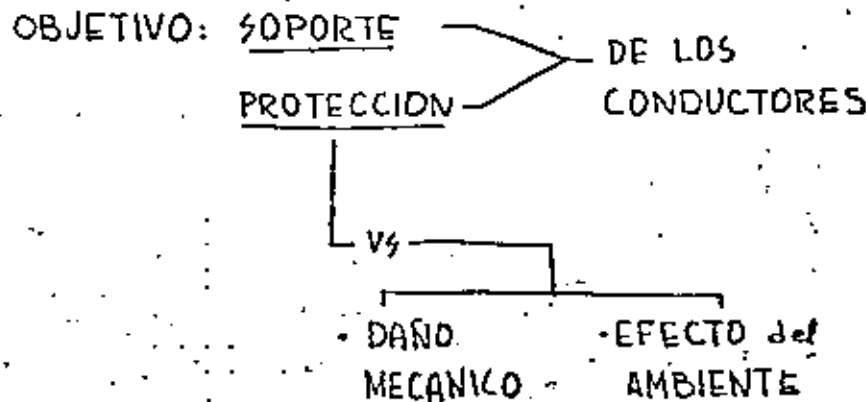 OBJETIVO: SOPORTE
DE LOS
PROTECCION
CONDUCTORES
VS
· DAÑO
MECANICO
· EFECTO del
AMBIENTE